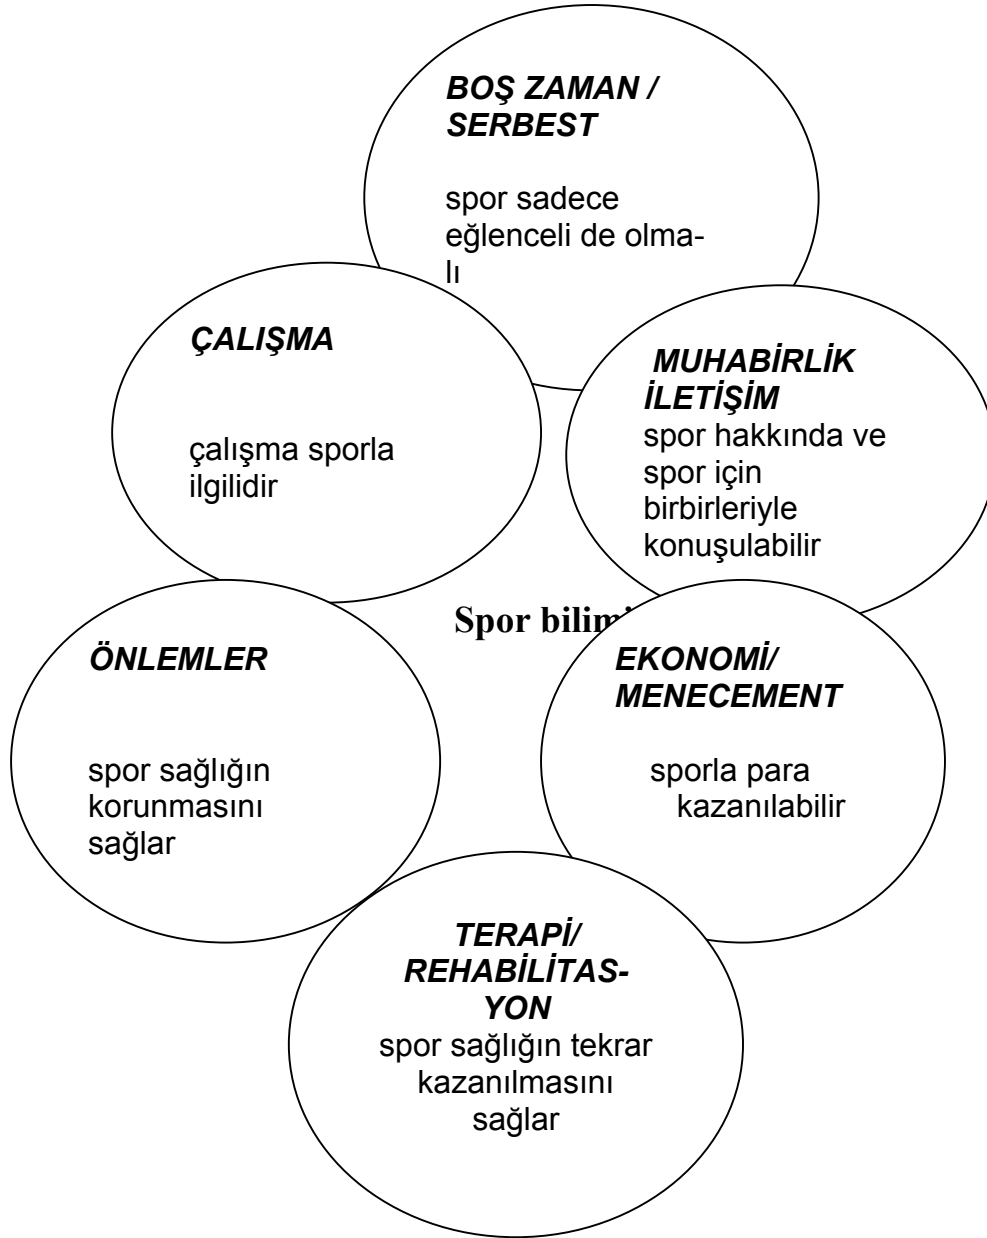 BOŞ ZAMAN /
SERBEST
spor sadece
eğlenceli de olma-
lı
ÇALIŞMA
çalışma sporla
ilgilidir
MUHABİRLİK
İLETİŞİM
spor hakkında ve
spor için
birbirleriyle
konuşulabilir
Spor bilimi
ÖNLEMLER
spor sağlığın
korunmasını
sağlar
EKONOMİ/
MENECEMENT
sporla para
kazanılabilir
TERAPİ/
REHABİLİTAS-
YON
spor sağlığın tekrar
kazanılmasını
sağlar